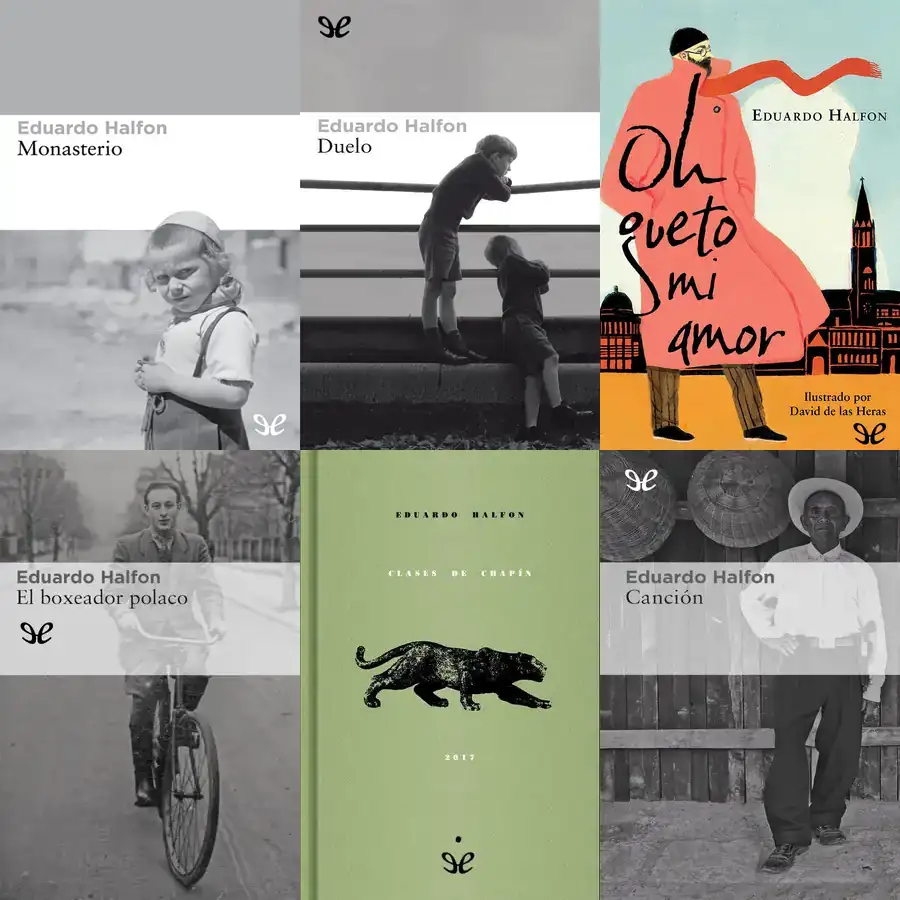 Eduardo Halfon
Monasterio
Eduardo Halfon
Duelo
EDUARDO HALFON
Oh
gueto
mi
amor
Ilustrado por
David de las Heras
Eduardo Halfon
El boxeador polaco
EDUARDO HALFON
CLASES DE CHAPÍN
2017
Eduardo Halfon
Canción